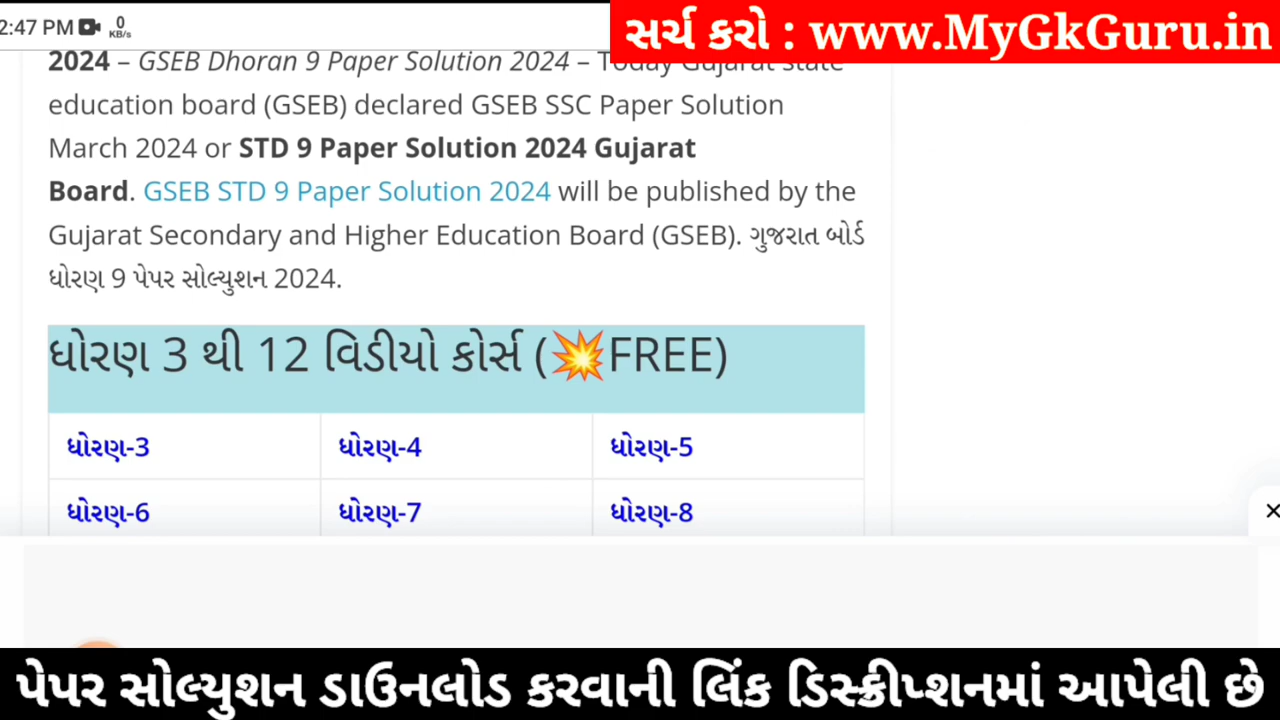 2:47 PM 0 KB/s
સર્ચ કરો : www.MyGkGuru.in
2024 – GSEB Dhoran 9 Paper Solution 2024 – Today Gujarat state
education board (GSEB) declared GSEB SSC Paper Solution
March 2024 or STD 9 Paper Solution 2024 Gujarat
Board. GSEB STD 9 Paper Solution 2024 will be published by the
Gujarat Secondary and Higher Education Board (GSEB). ગુજરાત બોર્ડ
ધોરણ 9 પેપર સોલ્યુશન 2024.
ધોરણ 3 થી 12 વિડીયો કોર્સ (💥FREE)
ધોરણ-3 ધોરણ-4 ધોરણ-5
ધોરણ-6 ધોરણ-7 ધોરણ-8
પેપર સોલ્યુશન ડાઉનલોડ કરવાની લિંક ડિસ્ક્રીપ્શનમાં આપેલી છે